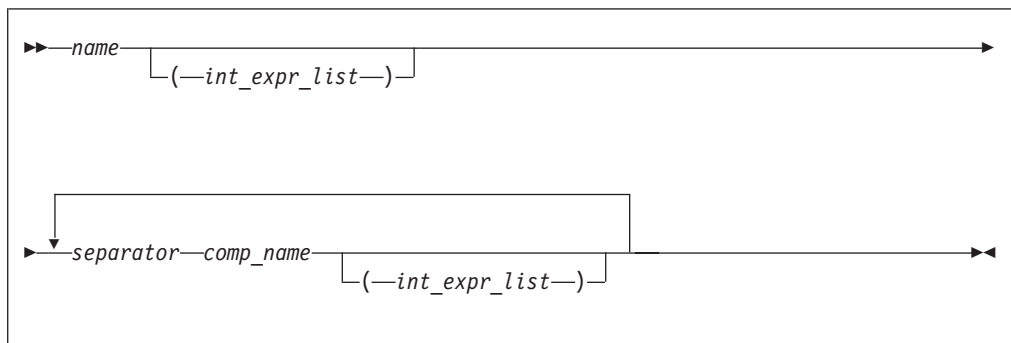 name
( int_expr_list )
separator comp_name
( int_expr_list )